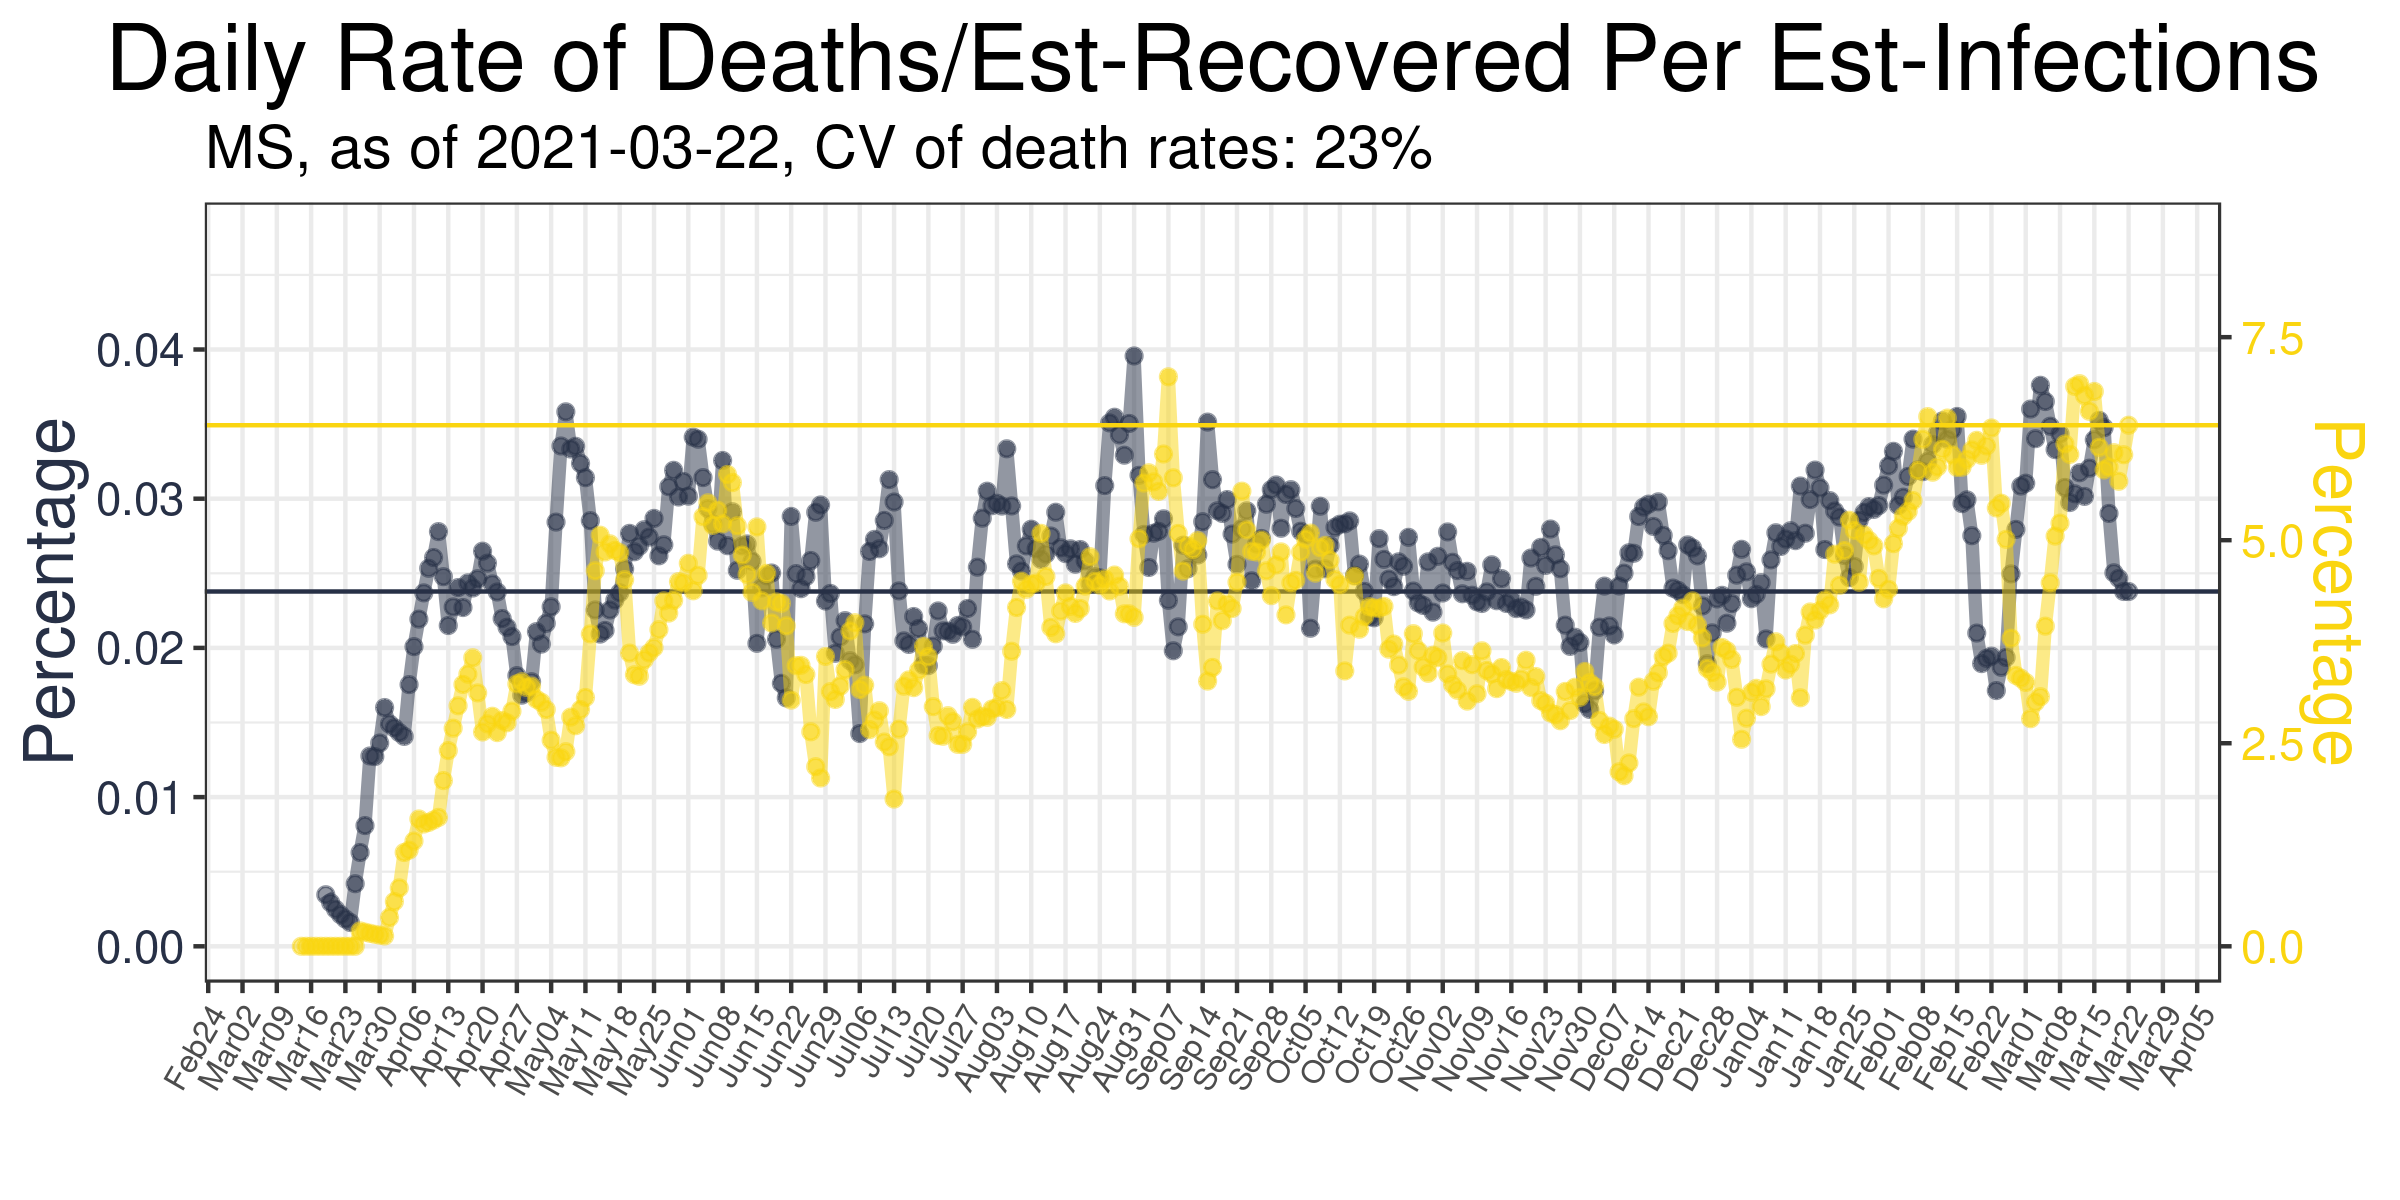 Daily Rate of Deaths/Est-Recovered Per Est-Infections
MS, as of 2021-03-22, CV of death rates: 23%
Percentage
0.04
0.03
0.02
0.01
0.00
7.5
5.0
2.5
0.0
Percentage
Feb24 Mar02 Mar09 Mar16 Mar23 Mar30 Apr06 Apr13 Apr20 Apr27 May04 May11 May18 May25 Jun01 Jun08 Jun15 Jun22 Jun29 Jul06 Jul13 Jul20 Jul27 Aug03 Aug10 Aug17 Aug24 Aug31 Sep07 Sep14 Sep21 Sep28 Oct05 Oct12 Oct19 Oct26 Nov02 Nov09 Nov16 Nov23 Nov30 Dec07 Dec14 Dec21 Dec28 Jan04 Jan11 Jan18 Jan25 Feb01 Feb08 Feb15 Feb22 Mar01 Mar08 Mar15 Mar22 Mar29 Apr05